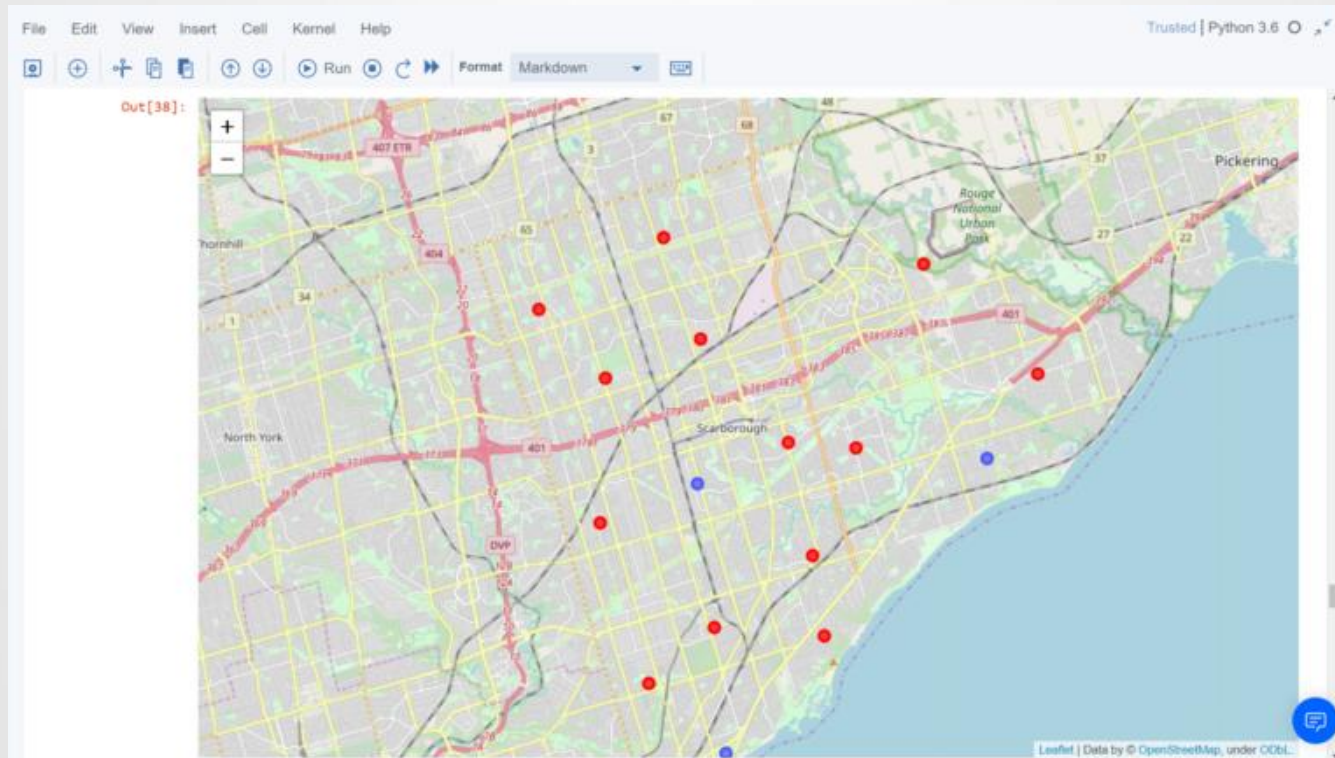 File Edit View Insert Cell Kernel Help
Trusted | Python 3.6
Run Format Markdown
Out[38]:
+
−
48
67
68
407 ETR
3
37
Pickering
Rouge
National
Urban
Park
65
27
22
Thornhill
404
34
1
401
Scarborough
North York
401
DVP
Leaflet | Data by © OpenStreetMap, under ODbL.